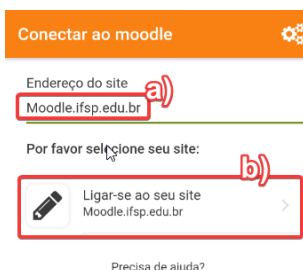 Conectar ao moodle
Endereço do site
a)
Moodle.ifsp.edu.br
Por favor selecione seu site:
b)
Ligar-se ao seu site
Moodle.ifsp.edu.br
Precisa de ajuda?